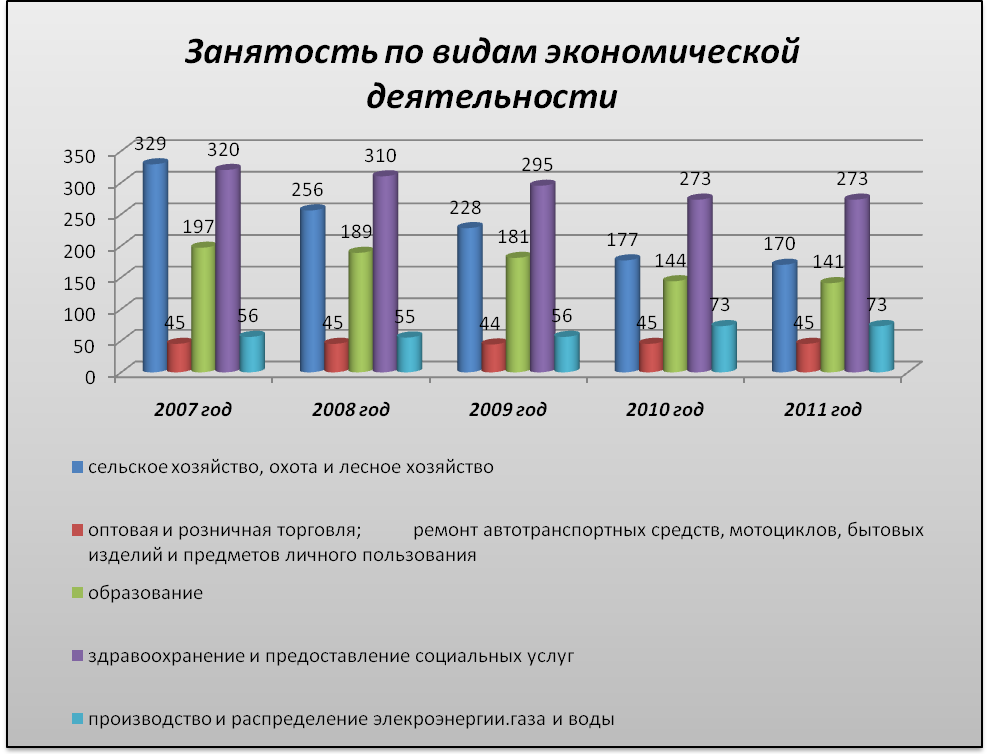 Занятость по видам экономической
деятельности
329 320
350
310
295
300
256
273 273
250
228
197 189 181
177 170
200
144 141
150
73 73
100
56 55 56
45 45 44 45 45
50
0
2007 год 2008 год 2009 год 2010 год 2011 год
сельское хозяйство, охота и лесное хозяйство
оптовая и розничная торговля; ремонт автотранспортных средств, мотоциклов, бытовых
изделий и предметов личного пользования
образование
здравоохранение и предоставление социальных услуг
производство и распределение элекроэнергии.газа и воды